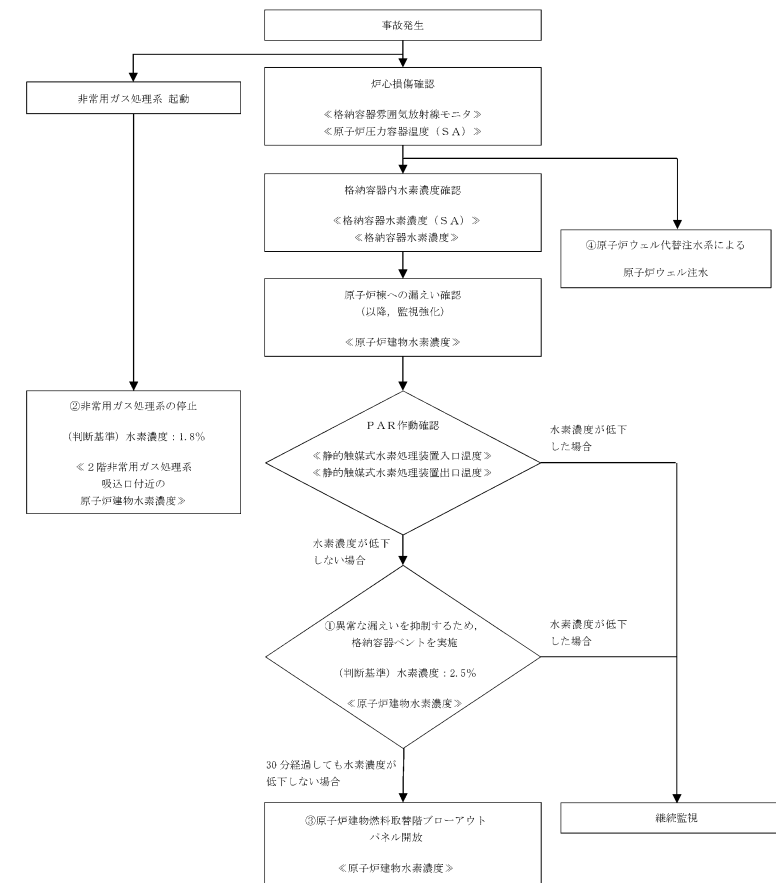 事故発生
非常用ガス処理系 起動
炉心損傷確認
≪格納容器雰囲気放射線モニタ≫
≪原子炉圧力容器温度（ＳＡ）≫
格納容器内水素濃度確認
≪格納容器水素濃度（ＳＡ）≫
≪格納容器水素濃度≫
④原子炉ウェル代替注水系による
原子炉ウェル注水
原子炉棟への漏えい確認
（以降，監視強化）
≪原子炉建物水素濃度≫
②非常用ガス処理系の停止
（判断基準）水素濃度：1.8%
≪２階非常用ガス処理系
吸込口付近の
原子炉建物水素濃度≫
ＰＡＲ作動確認
≪静的触媒式水素処理装置入口温度≫
≪静的触媒式水素処理装置出口温度≫
水素濃度が低下
した場合
水素濃度が低下
しない場合
①異常な漏えいを抑制するため，
格納容器ベントを実施
（判断基準）水素濃度：2.5%
≪原子炉建物水素濃度≫
水素濃度が低下
した場合
30 分経過しても水素濃度が
低下しない場合
③原子炉建物燃料取替階ブローアウト
パネル開放
≪原子炉建物水素濃度≫
継続監視